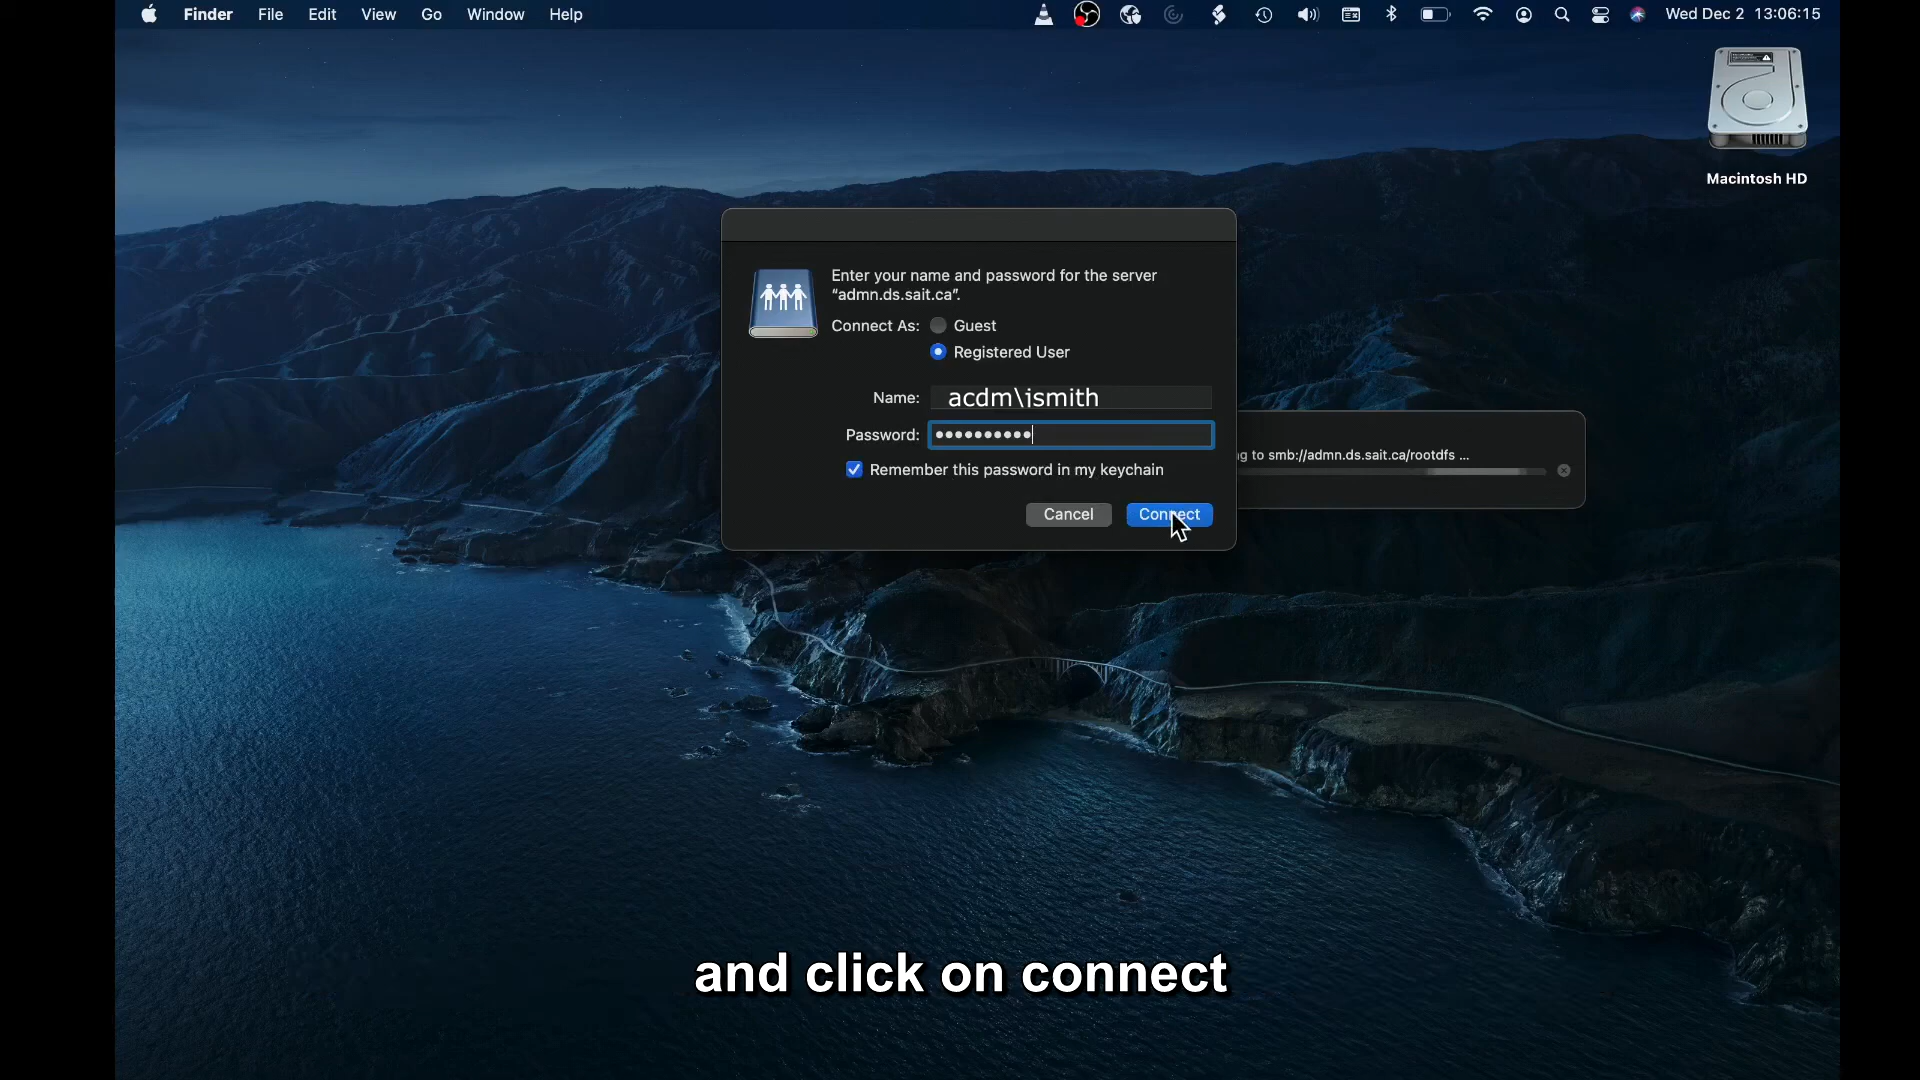 Finder File Edit View Go Window Help Wed Dec 2 13:06:15
Macintosh HD
Enter your name and password for the server
"admn.ds.sait.ca".
Connect As: Guest
Registered User
Name: acdm\jsmith
Password: ••••••••••
ng to smb://admn.ds.sait.ca/rootdfs ...
Remember this password in my keychain
Cancel Connect
and click on connect